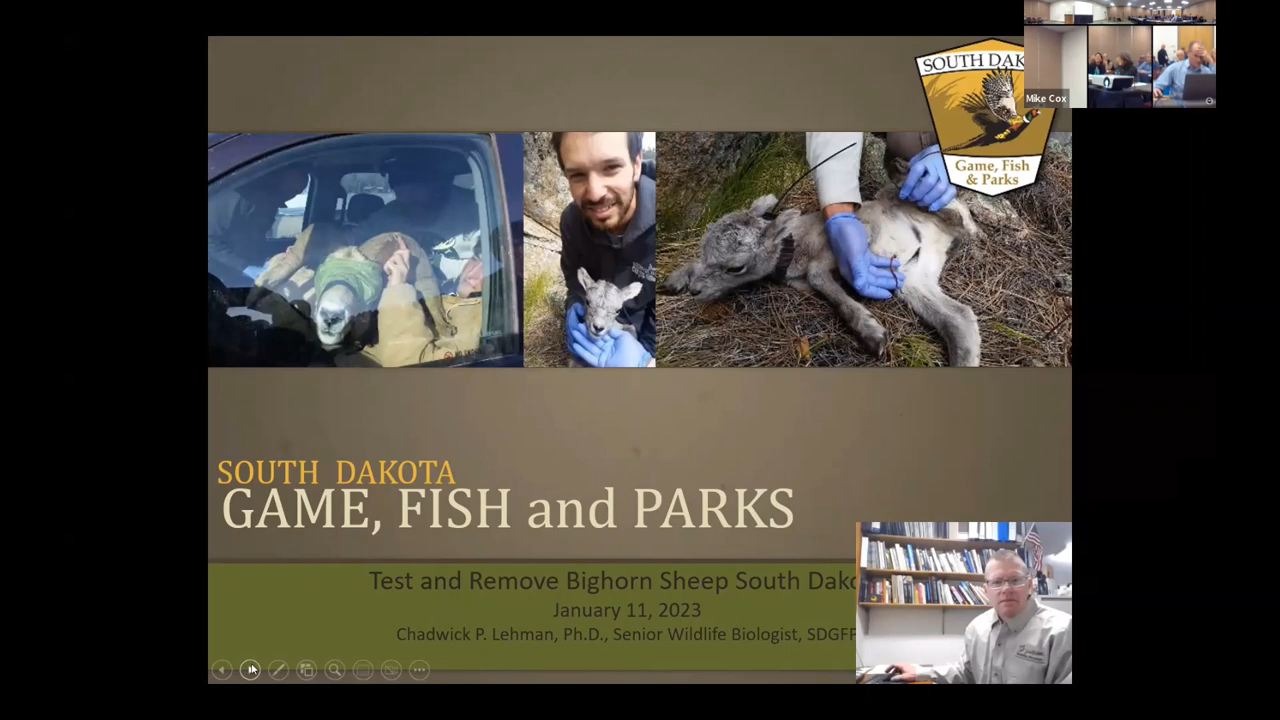 SOUTH DAK
Mike Cox
Game, Fish
& Parks
SOUTH DAKOTA
GAME, FISH and PARKS
Test and Remove Bighorn Sheep South Dako
January 11, 2023
Chadwick P. Lehman, Ph.D., Senior Wildlife Biologist, SDGFP